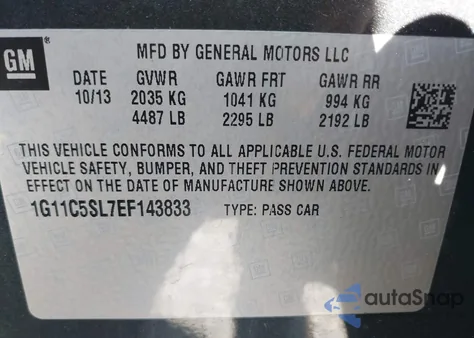 GM
MFD BY GENERAL MOTORS LLC
DATE GVWR GAWR FRT GAWR RR
10/13 2035 KG 1041 KG 994 KG
4487 LB 2295 LB 2192 LB
THIS VEHICLE CONFORMS TO ALL APPLICABLE U.S. FEDERAL MOTOR
VEHICLE SAFETY, BUMPER, AND THEFT PREVENTION STANDARDS IN
EFFECT ON THE DATE OF MANUFACTURE SHOWN ABOVE.
1G11C5SL7EF143833 TYPE: PASS CAR
autoSnap